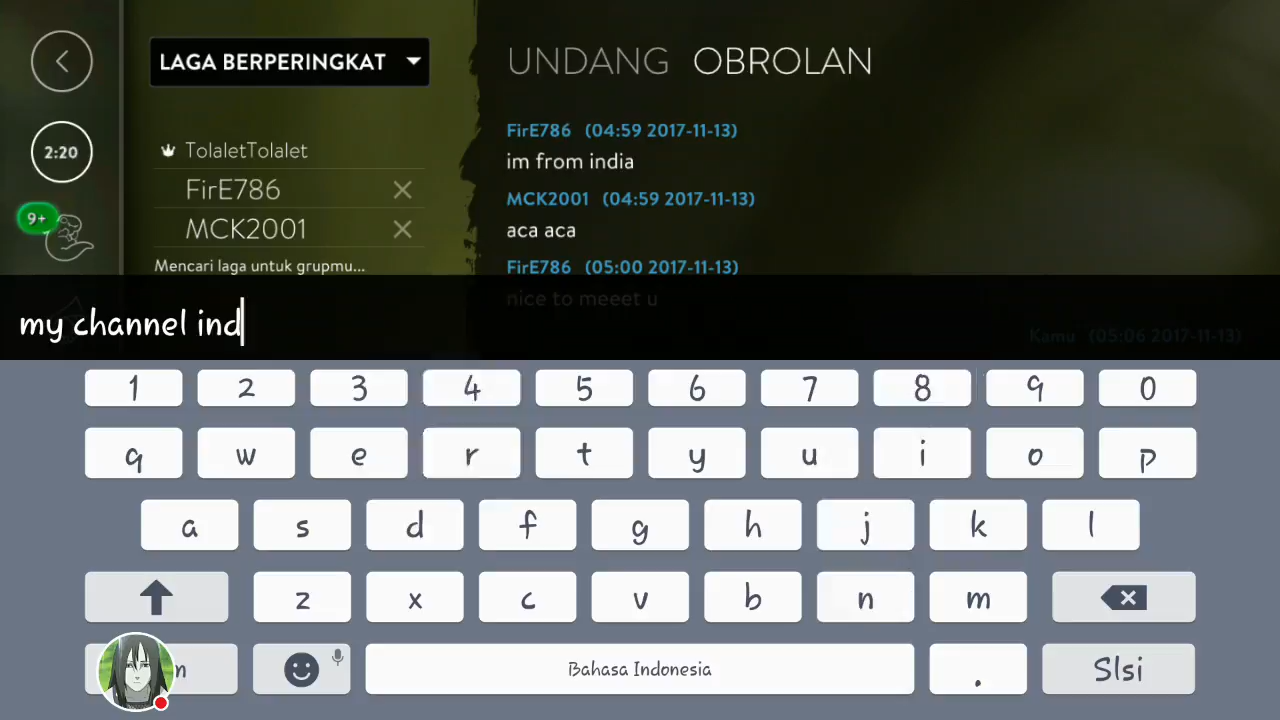 LAGA BERPERINGKAT
UNDANG OBROLAN
2:20
9+
TolaletTolalet
FirE786
MCK2001
Mencari laga untuk grupmu...
FirE786 (04:59 2017-11-13)
im from india
MCK2001 (04:59 2017-11-13)
aca aca
FirE786 (05:00 2017-11-13)
nice to meeet u
Kamu (05:06 2017-11-13)
my channel ind
1 2 3 4 5 6 7 8 9 0
q w e r t y u i o p
a s d f g h j k l
z x c v b n m
Bahasa Indonesia
.
Slsi